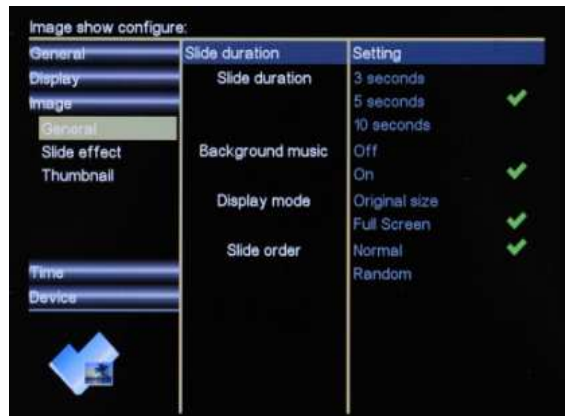 Image show configure:
General
Display
Image
General
Slide effect
Thumbnail
Time
Device
Slide duration Setting
Slide duration 3 seconds
5 seconds
10 seconds
Background music Off
On
Display mode Original size
Full Screen
Slide order Normal
Random